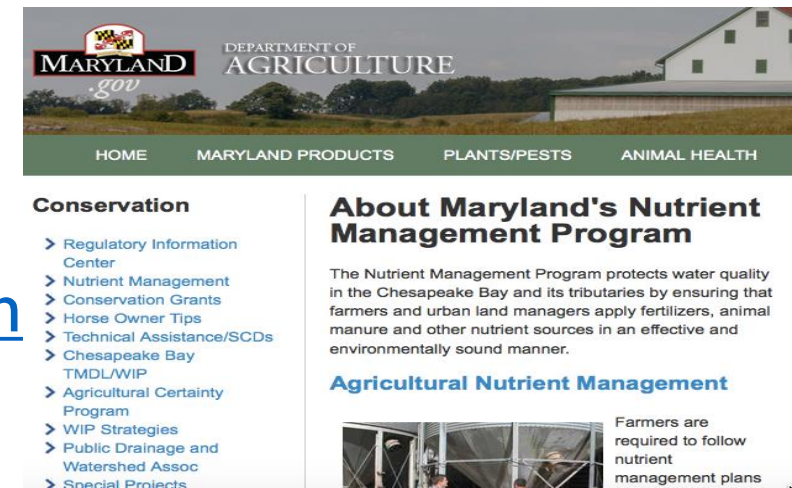 MARYLAND
.gov
DEPARTMENT OF
AGRICULTURE
HOME MARYLAND PRODUCTS PLANTS/PESTS ANIMAL HEALTH
Conservation
Regulatory Information
Center
Nutrient Management
Conservation Grants
Horse Owner Tips
Technical Assistance/SCDs
Chesapeake Bay
TMDL/WIP
Agricultural Certainty
Program
WIP Strategies
Public Drainage and
Watershed Assoc
Special Projects
n
About Maryland's Nutrient
Management Program
The Nutrient Management Program protects water quality
in the Chesapeake Bay and its tributaries by ensuring that
farmers and urban land managers apply fertilizers, animal
manure and other nutrient sources in an effective and
environmentally sound manner.
Agricultural Nutrient Management
Farmers are
required to follow
nutrient
management plans